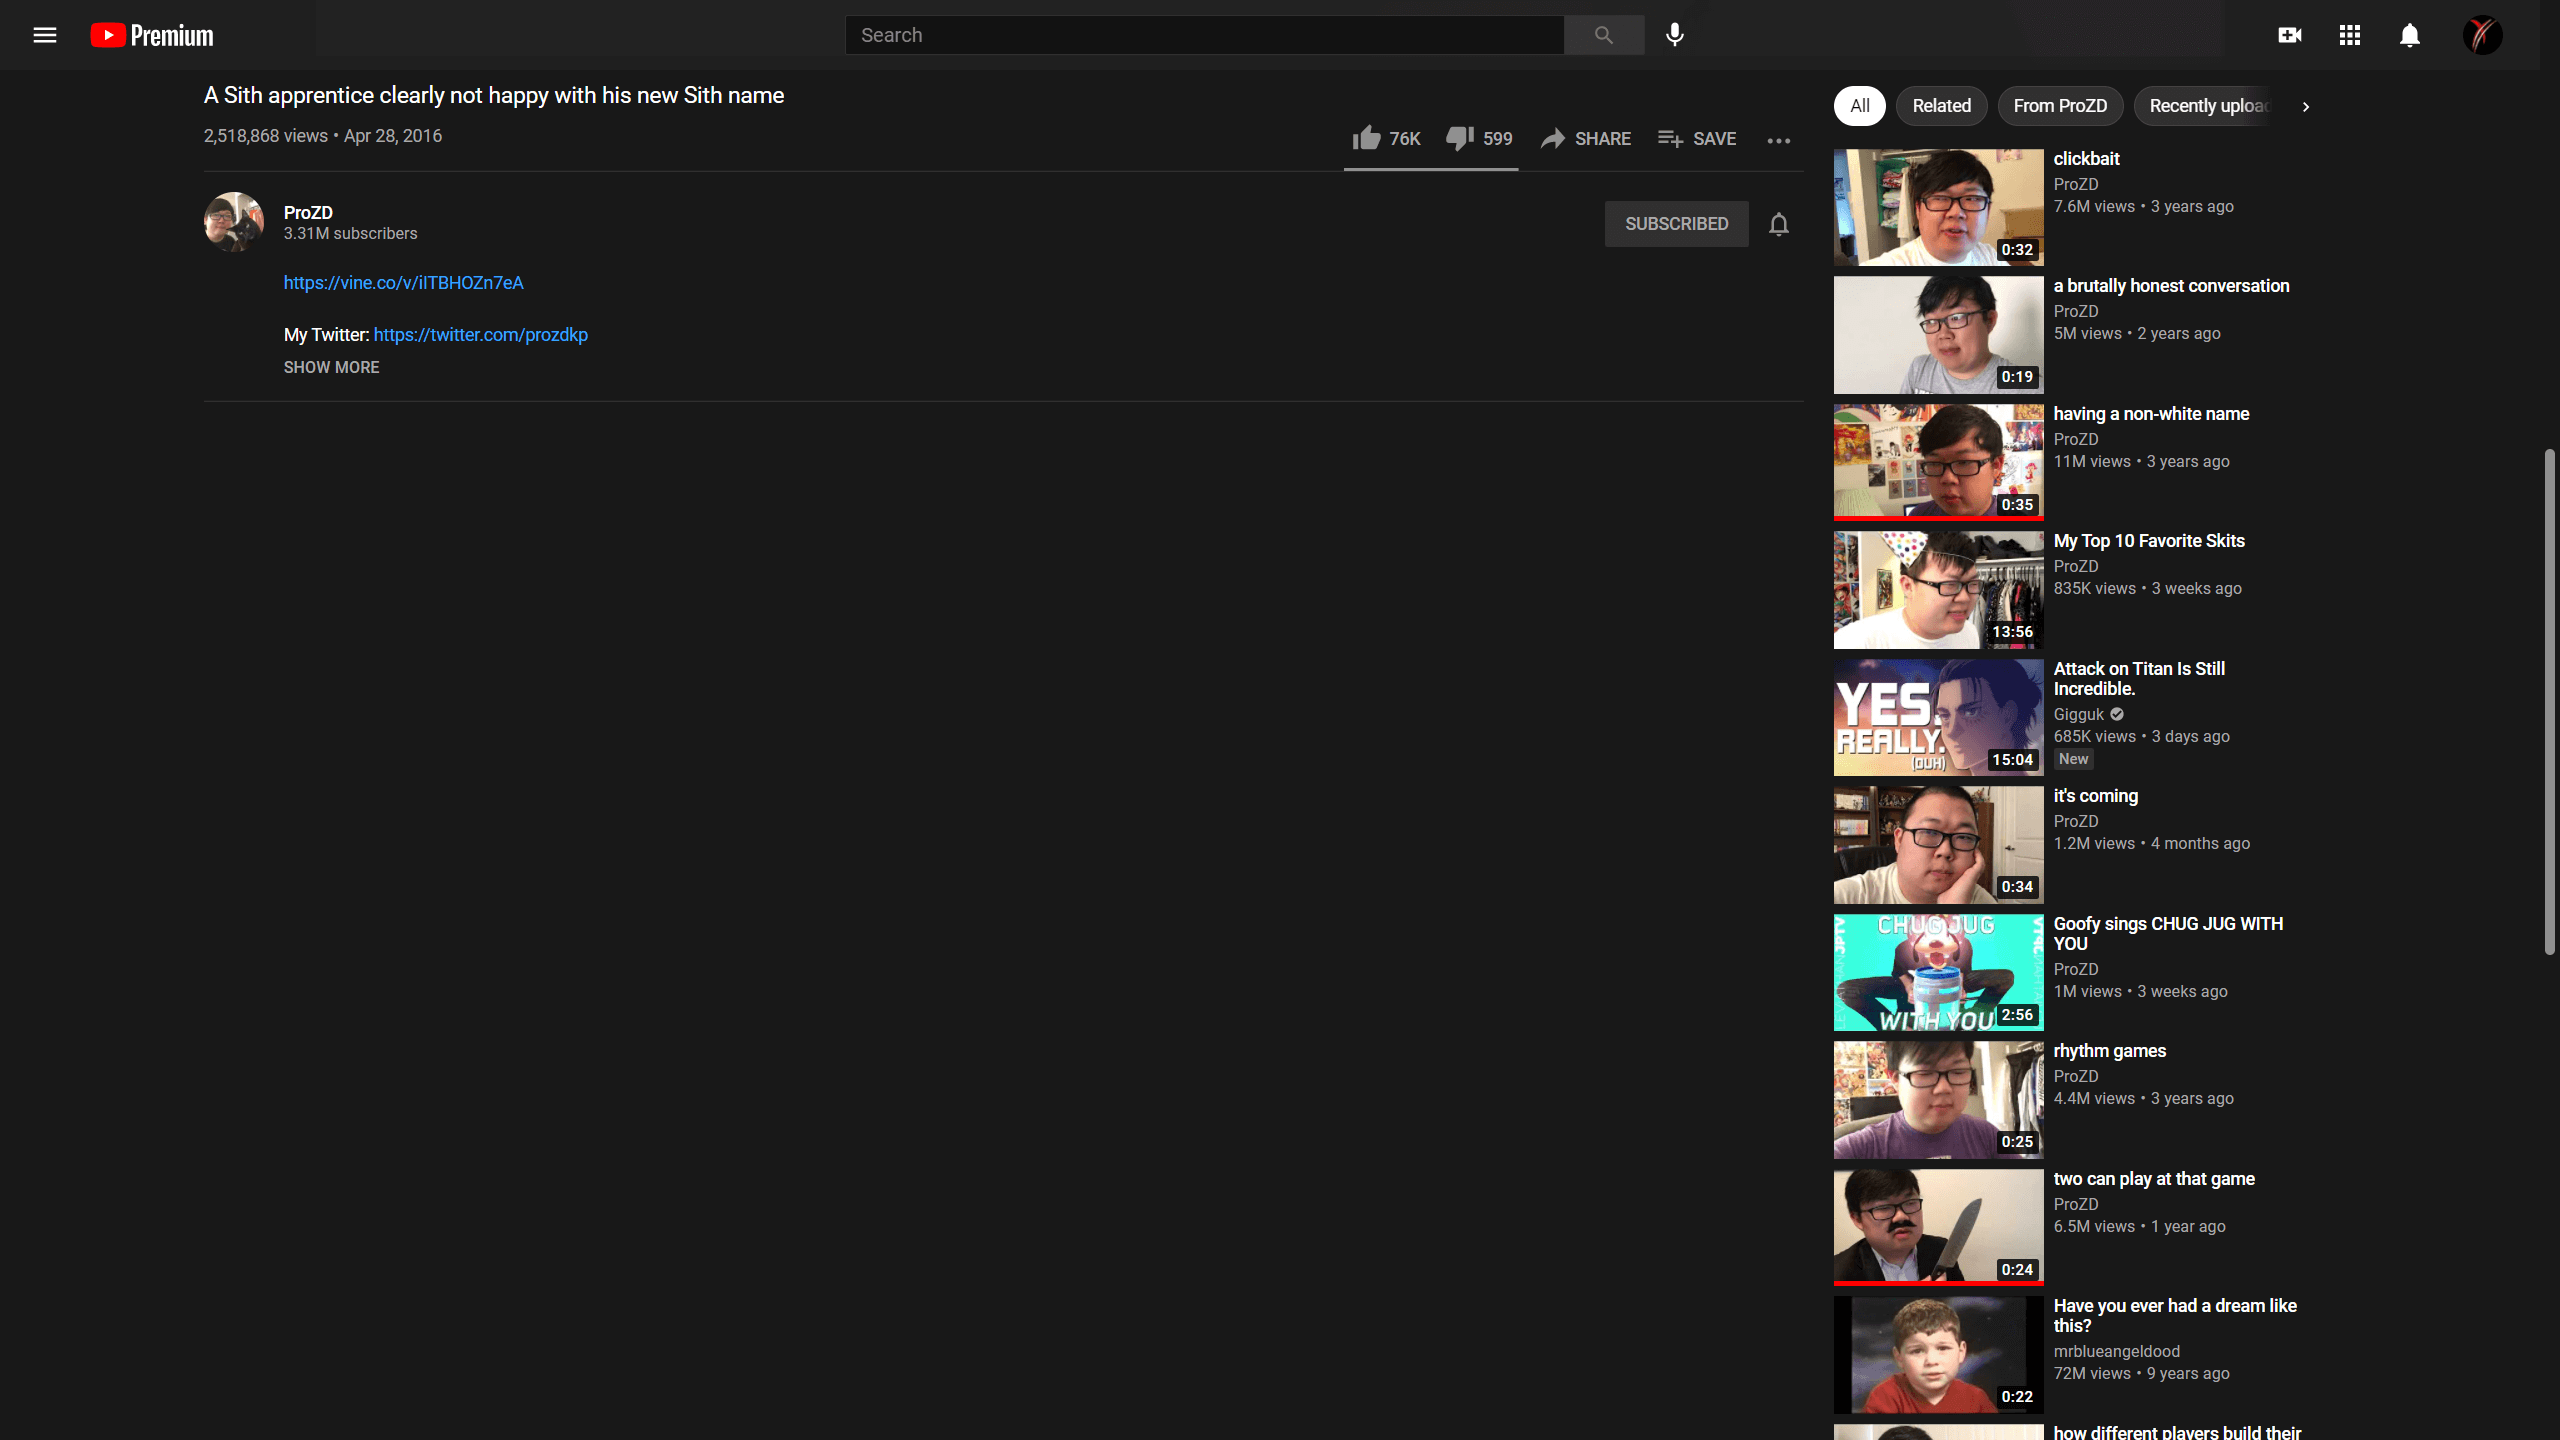 Premium
Search
A Sith apprentice clearly not happy with his new Sith name
2,518,868 views • Apr 28, 2016
76K
599
SHARE
SAVE
ProZD
3.31M subscribers
SUBSCRIBED
https://vine.co/v/iITBHOZn7eA
My Twitter: https://twitter.com/prozdkp
SHOW MORE
All
Related
From ProZD
Recently uploa
0:32
clickbait
ProZD
7.6M views • 3 years ago
0:19
a brutally honest conversation
ProZD
5M views • 2 years ago
0:35
having a non-white name
ProZD
11M views • 3 years ago
13:56
My Top 10 Favorite Skits
ProZD
835K views • 3 weeks ago
YES.
REALLY.
(DUH)
15:04
Attack on Titan Is Still
Incredible.
Gigguk
685K views • 3 days ago
New
0:34
it's coming
ProZD
1.2M views • 4 months ago
CHUG JUG
WITH YOU
2:56
Goofy sings CHUG JUG WITH
YOU
ProZD
1M views • 3 weeks ago
0:25
rhythm games
ProZD
4.4M views • 3 years ago
0:24
two can play at that game
ProZD
6.5M views • 1 year ago
0:22
Have you ever had a dream like
this?
mrblueangeldood
72M views • 9 years ago
how different players build their